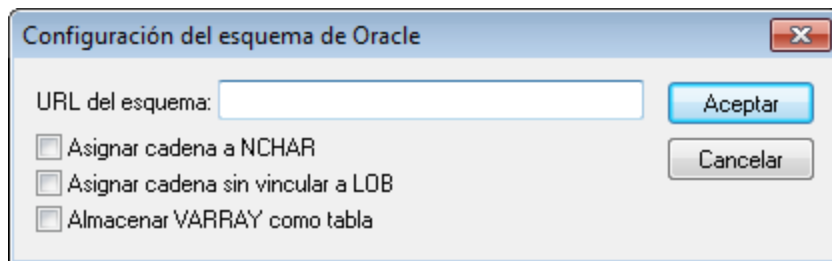 Configuración del esquema de Oracle
URL del esquema:
Aceptar
Asignar cadena a NCHAR
Cancelar
Asignar cadena sin vincular a LOB
Almacenar VARRAY como tabla